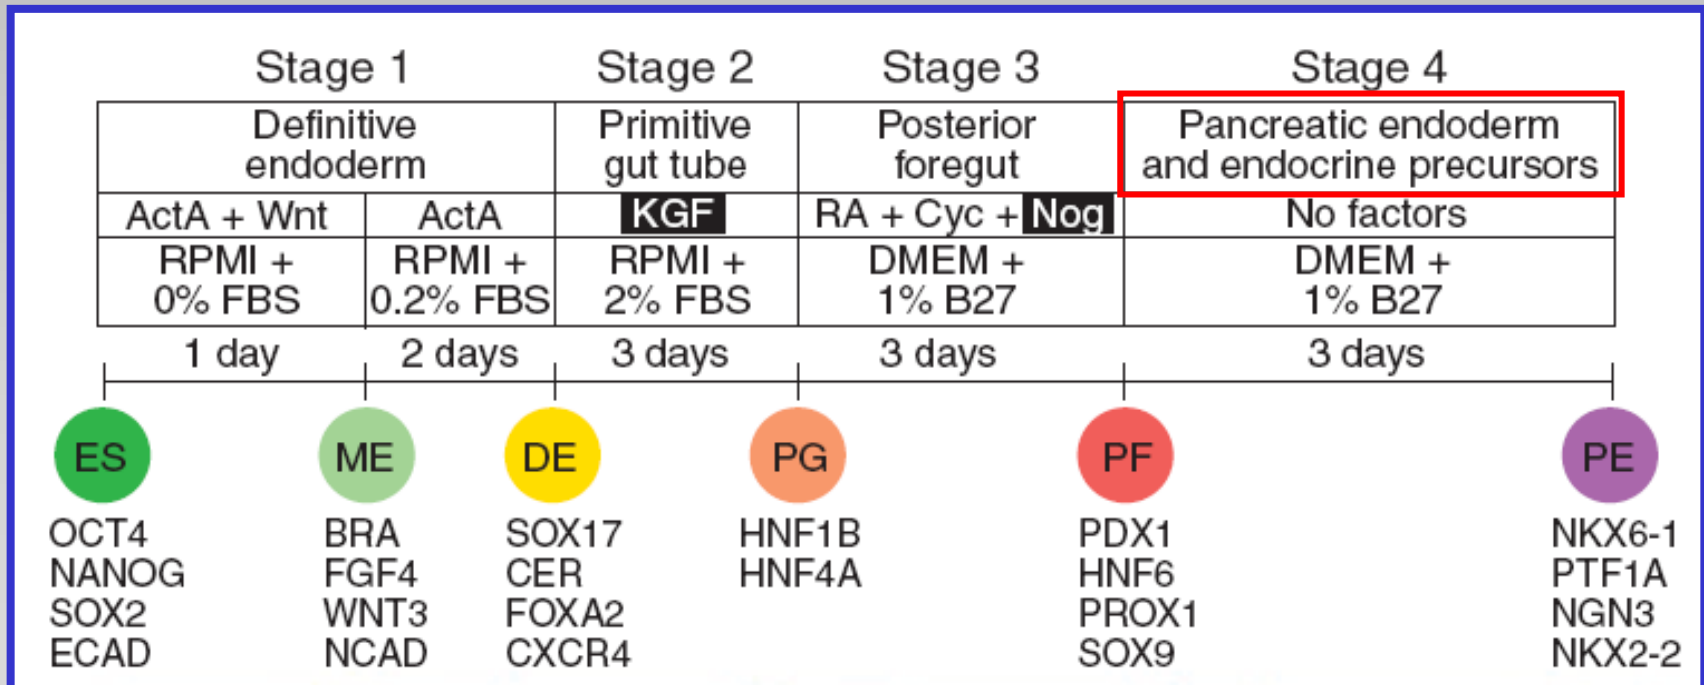 Stage 1 Stage 2 Stage 3 Stage 4
Definitive endoderm
Primitive gut tube
Posterior foregut
Pancreatic endoderm and endocrine precursors
ActA + Wnt ActA KGF RA + Cyc + Nog No factors
RPMI + 0% FBS
RPMI + 0.2% FBS
RPMI + 2% FBS
DMEM + 1% B27
DMEM + 1% B27
1 day 2 days 3 days 3 days 3 days
ES ME DE PG PF PE
OCT4
NANOG
SOX2
ECAD
BRA
FGF4
WNT3
NCAD
SOX17
CER
FOXA2
CXCR4
HNF1B
HNF4A
PDX1
HNF6
PROX1
SOX9
NKX6-1
PTF1A
NGN3
NKX2-2